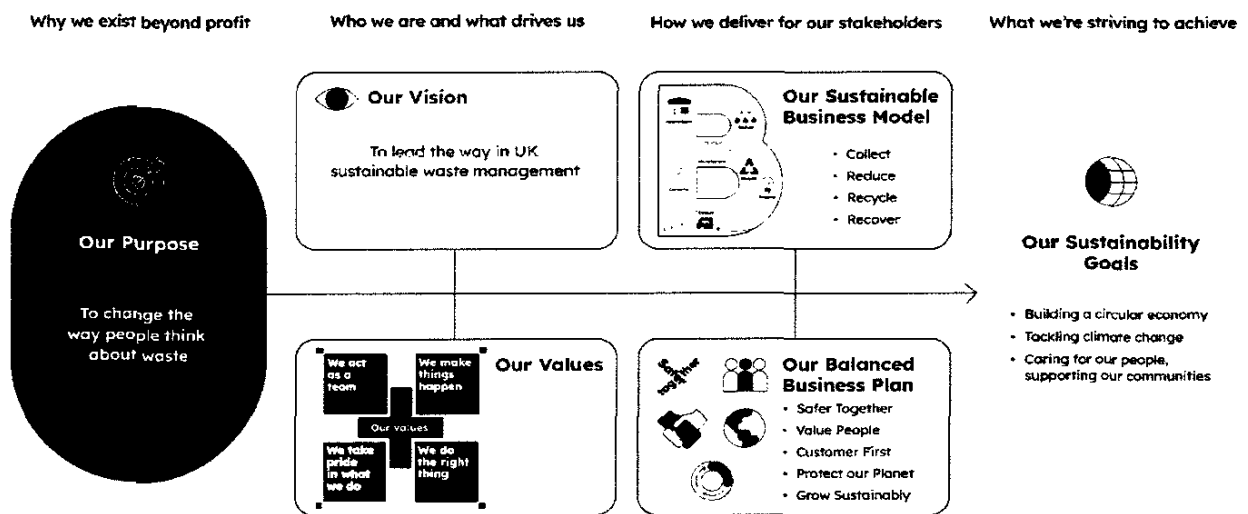 Why we exist beyond profit
Who we are and what drives us
How we deliver for our stakeholders
What we're striving to achieve
Our Purpose
To change the
way people think
about waste
Our Vision
To lead the way in UK
sustainable waste management
Our Values
We act
as a
team
We make
things
happen
Our values
We take
pride
in what
we do
We do
the right
thing
Our Sustainable
Business Model
• Collect
• Reduce
• Recycle
• Recover
Safer
together
Our Balanced
Business Plan
• Safer Together
• Value People
• Customer First
• Protect our Planet
• Grow Sustainably
Our Sustainability
Goals
• Building a circular economy
• Tackling climate change
• Caring for our people,
supporting our communities